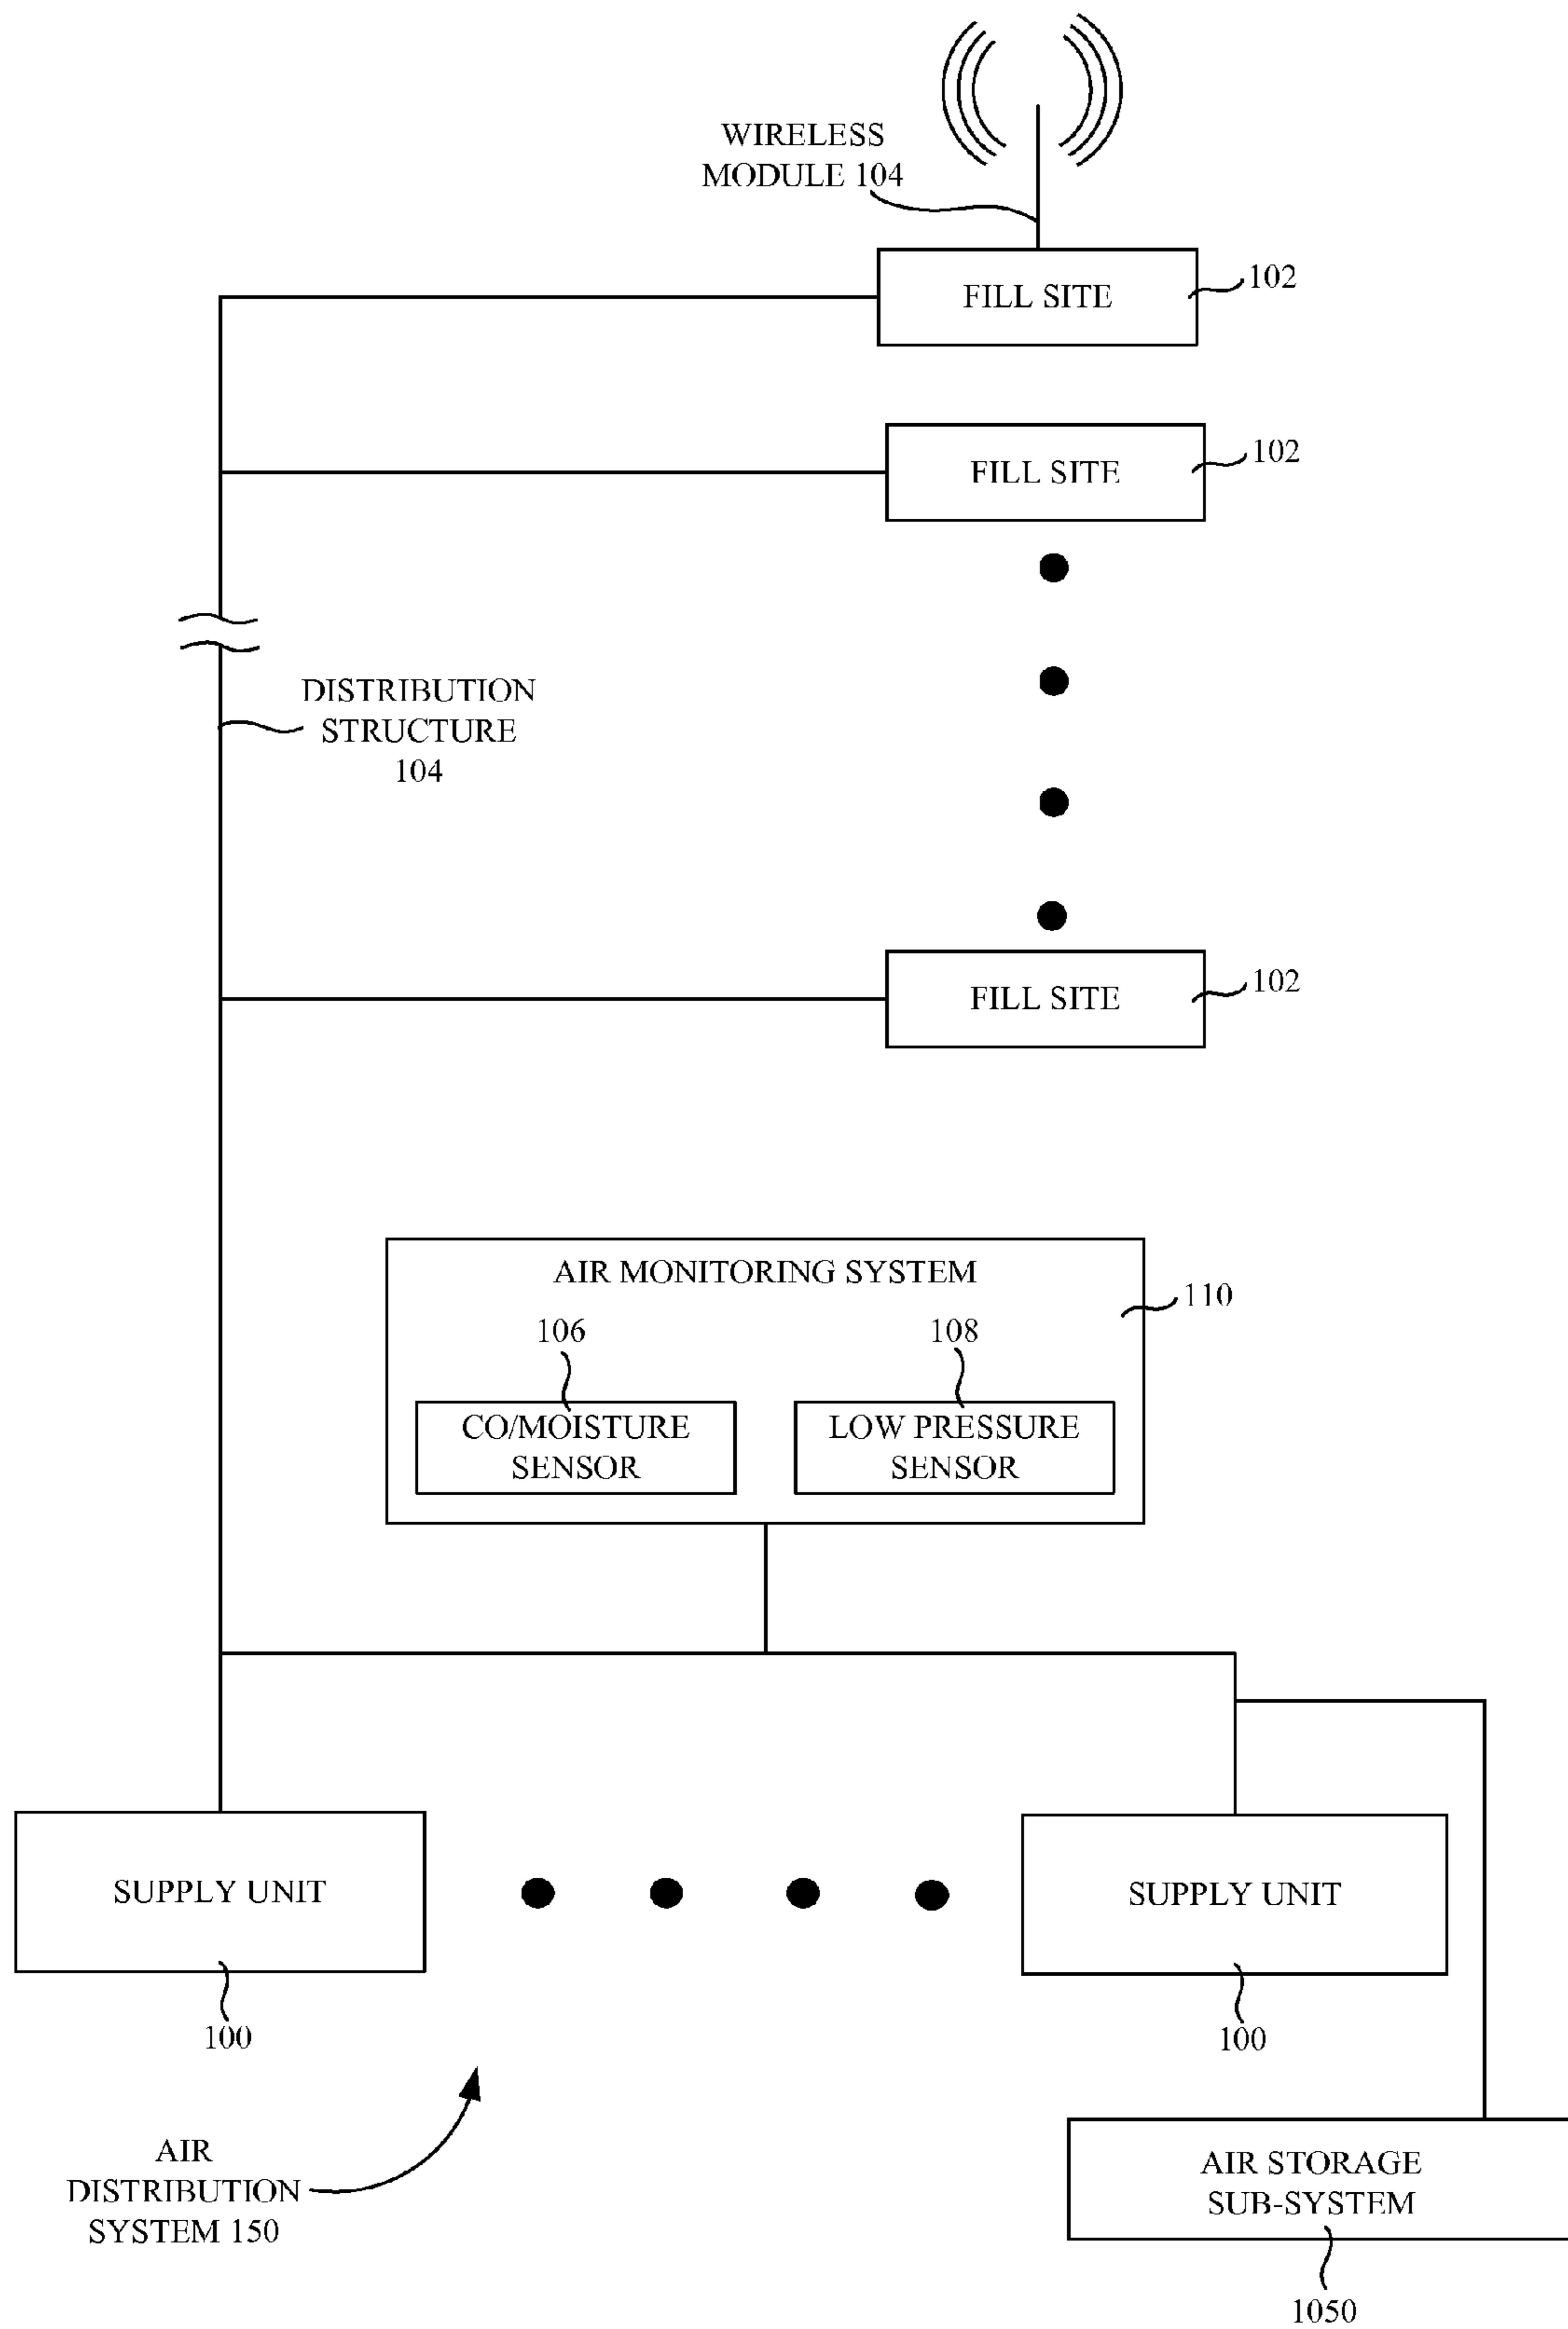 WIRELESS
MODULE 104
FILL SITE
102
FILL SITE
102
DISTRIBUTION
STRUCTURE
104
FILL SITE
102
AIR MONITORING SYSTEM
110
106
108
CO/MOISTURE
SENSOR
LOW PRESSURE
SENSOR
SUPPLY UNIT
SUPPLY UNIT
100
100
AIR
DISTRIBUTION
SYSTEM 150
AIR STORAGE
SUB-SYSTEM
1050